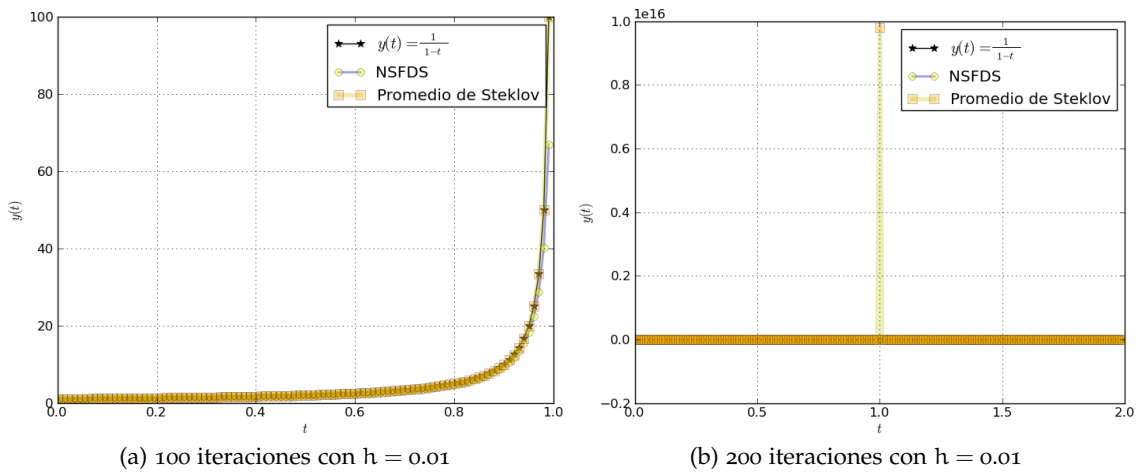 100
80
60
40
20
0
0.0 0.2 0.4 0.6 0.8 1.0
y(t)
t
y(t) = 1/(1−t)
NSFDS
Promedio de Steklov
(a) 100 iteraciones con h = 0.01
1e16
1.0
0.8
0.6
0.4
0.2
0.0
−0.2
0.0 0.5 1.0 1.5 2.0
y(t)
t
y(t) = 1/(1−t)
NSFDS
Promedio de Steklov
(b) 200 iteraciones con h = 0.01